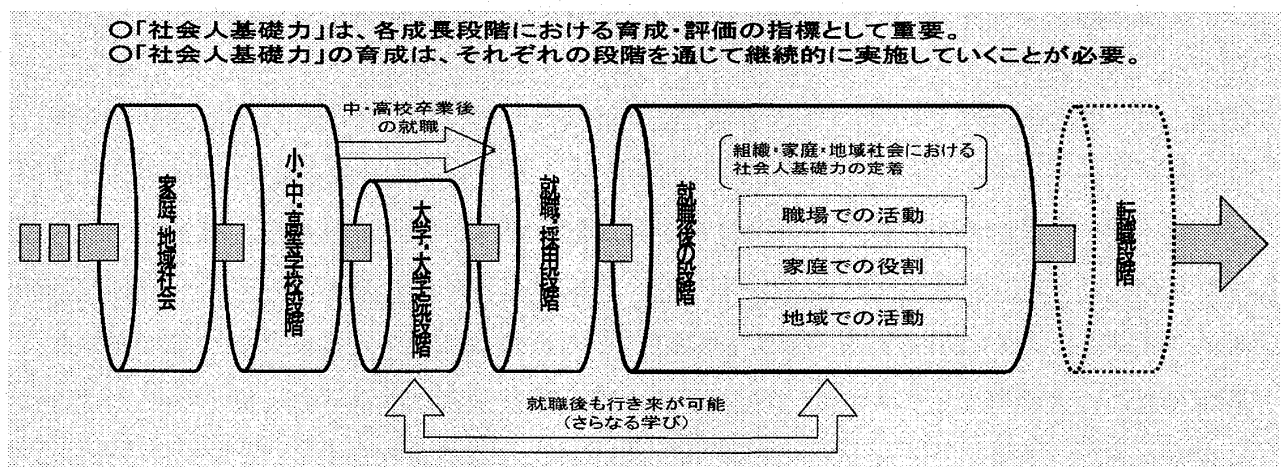 ○「社会人基礎力」は、各成長段階における育成・評価の指標として重要。
○「社会人基礎力」の育成は、それぞれの段階を通じて継続的に実施していくことが必要。
家庭・地域社会
小・中・高等学校段階
中・高校卒業後
の就職
大学・大学院段階
就職・採用段階
就職後の段階
組織・家庭・地域社会における
社会人基礎力の定着
職場での活動
家庭での役割
地域での活動
転職段階
就職後も行き来が可能
(さらなる学び)